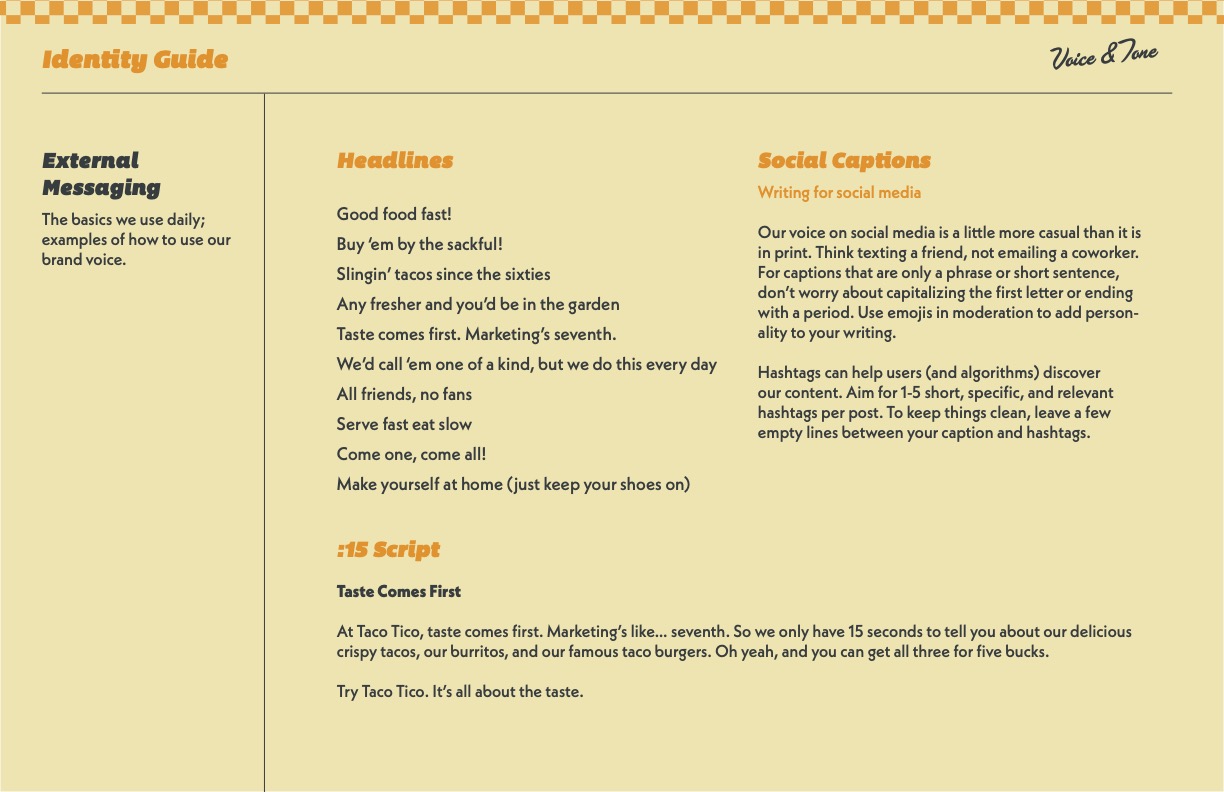 Identity Guide
Voice & Tone
External
Messaging
The basics we use daily;
examples of how to use our
brand voice.
Headlines
Good food fast!
Buy ’em by the sackful!
Slingin’ tacos since the sixties
Any fresher and you’d be in the garden
Taste comes first. Marketing’s seventh.
We’d call ‘em one of a kind, but we do this every day
All friends, no fans
Serve fast eat slow
Come one, come all!
Make yourself at home (just keep your shoes on)
Social Captions
Writing for social media
Our voice on social media is a little more casual than it is
in print. Think texting a friend, not emailing a coworker.
For captions that are only a phrase or short sentence,
don’t worry about capitalizing the first letter or ending
with a period. Use emojis in moderation to add person-
ality to your writing.
Hashtags can help users (and algorithms) discover
our content. Aim for 1-5 short, specific, and relevant
hashtags per post. To keep things clean, leave a few
empty lines between your caption and hashtags.
:15 Script
Taste Comes First
At Taco Tico, taste comes first. Marketing’s like... seventh. So we only have 15 seconds to tell you about our delicious
crispy tacos, our burritos, and our famous taco burgers. Oh yeah, and you can get all three for five bucks.
Try Taco Tico. It’s all about the taste.